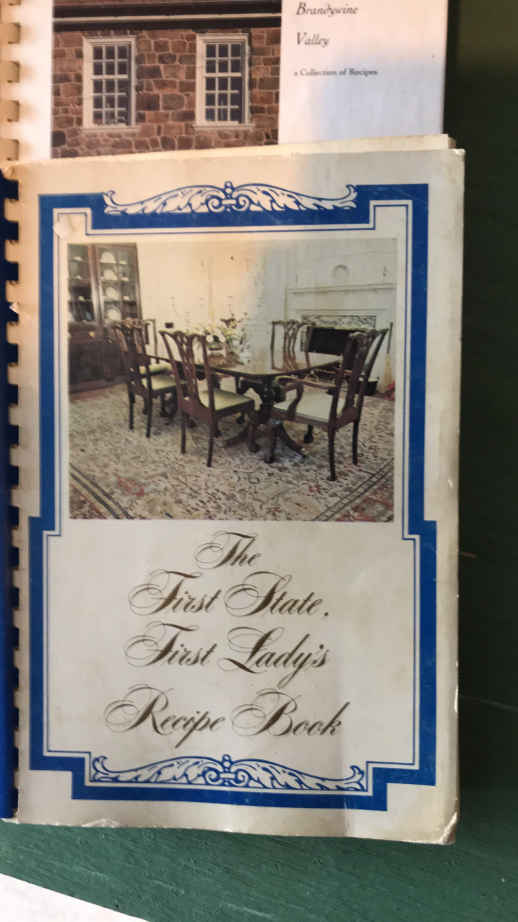 Brandywine
Valley
a Collection of Recipes
The
First State,
First Lady's
Recipe Book